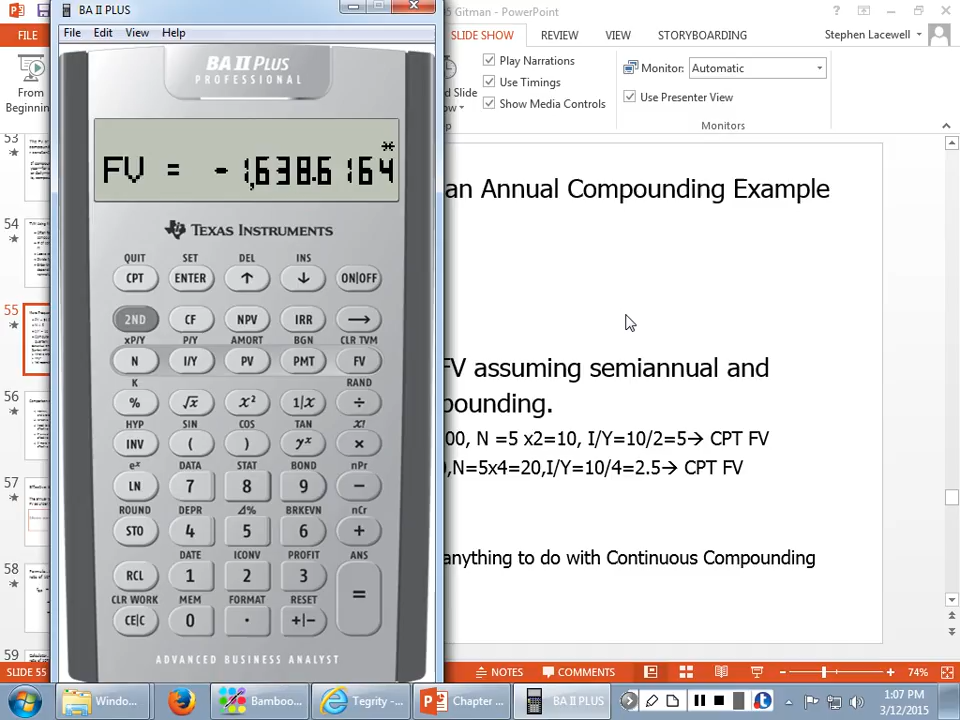 BA II PLUS
6 Gitman - PowerPoint
File Edit View Help
FILE
SLIDE SHOW REVIEW VIEW STORYBOARDING Stephen Lacewell
From
Beginnin
d Slide
ow
Play Narrations
Use Timings
Show Media Controls
Monitor: Automatic
Use Presenter View
Monitors
BA II PLUS
PROFESSIONAL
FV = -1,638.6164
TEXAS INSTRUMENTS
QUIT SET DEL INS
CPT ENTER ↑ ↓ ON|OFF
2ND CF NPV IRR →
xP/Y P/Y AMORT BGN CLR TVM
N I/Y PV PMT FV
K RAND
% √x x² 1/x ÷
HYP SIN COS TAN x!
INV ( ) yˣ ×
eˣ DATA STAT BOND nPr
LN 7 8 9 −
ROUND DEPR Δ% BRKEVN nCr
STO 4 5 6 +
DATE ICONV PROFIT ANS
RCL 1 2 3 =
CLR WORK MEM FORMAT RESET
CE|C 0 . +|−
ADVANCED BUSINESS ANALYST
an Annual Compounding Example
FV assuming semiannual and
pounding.
00, N =5 x2=10, I/Y=10/2=5→ CPT FV
0,N=5x4=20,I/Y=10/4=2.5→ CPT FV
anything to do with Continuous Compounding
53
54
55
56
57
58
59
SLIDE 55
NOTES COMMENTS 74%
Windo... Bamboo... Tegrity -... Chapter ... BA II PLUS
1:07 PM
3/12/2015